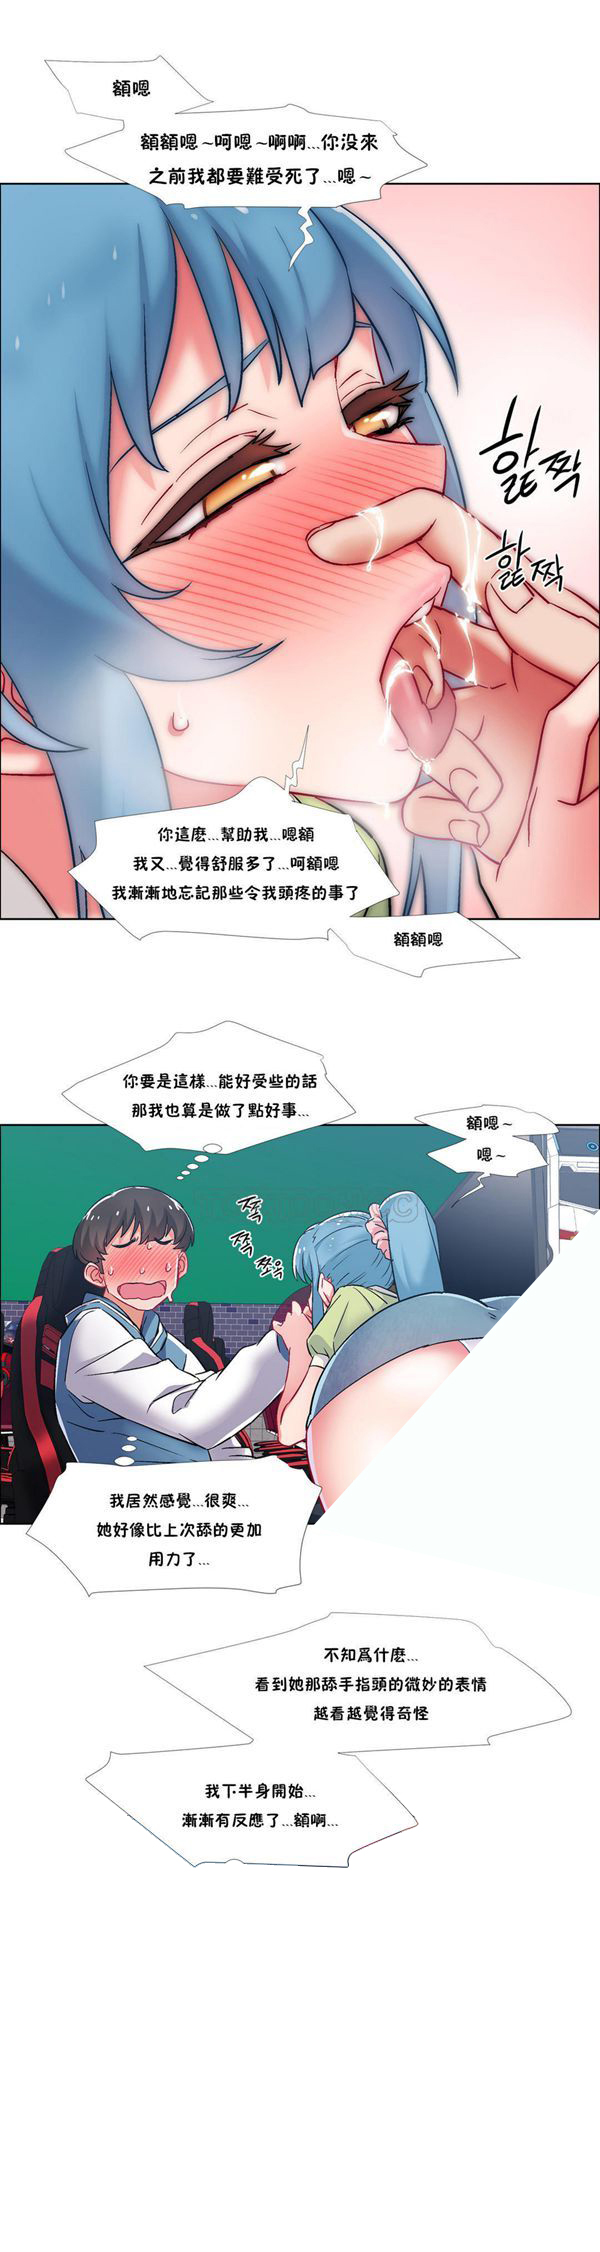 額嗯
額額嗯~呵嗯~啊啊...你没來
之前我都要難受死了...嗯~
할짝
할짝
你這麽...幫助我...嗯額
我又...覺得舒服多了...呵額嗯
我漸漸地忘記那些令我頭疼的事了
額額嗯
你要是這樣...能好受些的話
那我也算是做了點好事...
額嗯~
嗯~
쪽
쪽
쪼옥
我居然感覺...很爽...
她好像比上次舔的更加
用力了...
不知爲什麽...
看到她那舔手指頭的微妙的表情
越看越覺得奇怪
我下半身開始...
漸漸有反應了...額啊...